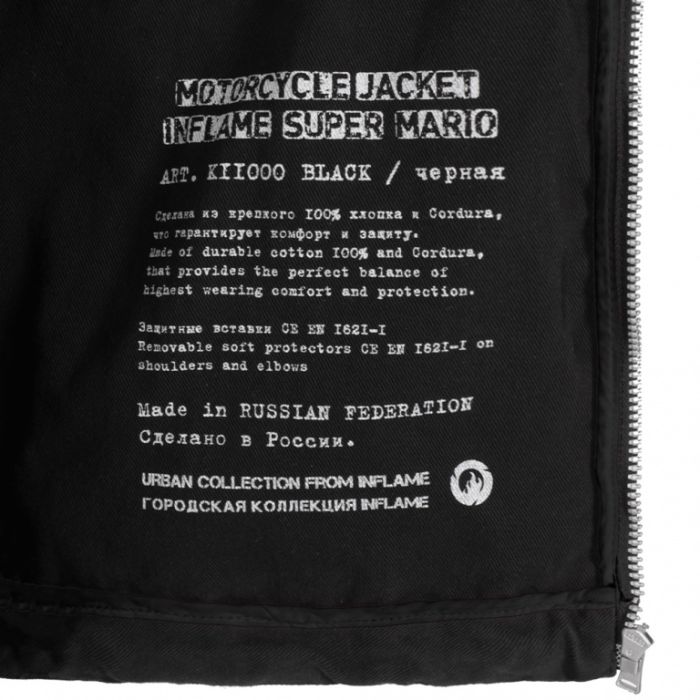 MOTORCYCLE JACKET
INFLAME SUPER MARIO
ART. K11000 BLACK / черная
Сделана из крепкого 100% хлопка и Cordura,
что гарантирует комфорт и защиту.
Made of durable cotton 100% and Cordura,
that provides the perfect balance of
highest wearing comfort and protection.
Защитные вставки CE EN 1621-1
Removable soft protectors CE EN 1621-1 on
shoulders and elbows
Made in RUSSIAN FEDERATION
Сделано в России.
URBAN COLLECTION FROM INFLAME
ГОРОДСКАЯ КОЛЛЕКЦИЯ INFLAME